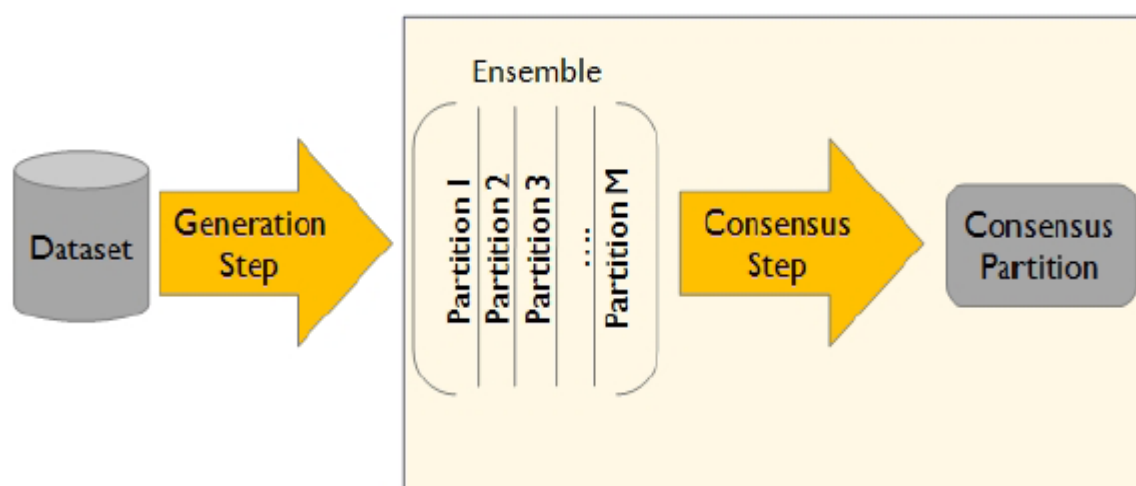 Ensemble
Dataset
Generation
Step
Partition 1
Partition 2
Partition 3
....
Partition M
Consensus
Step
Consensus
Partition